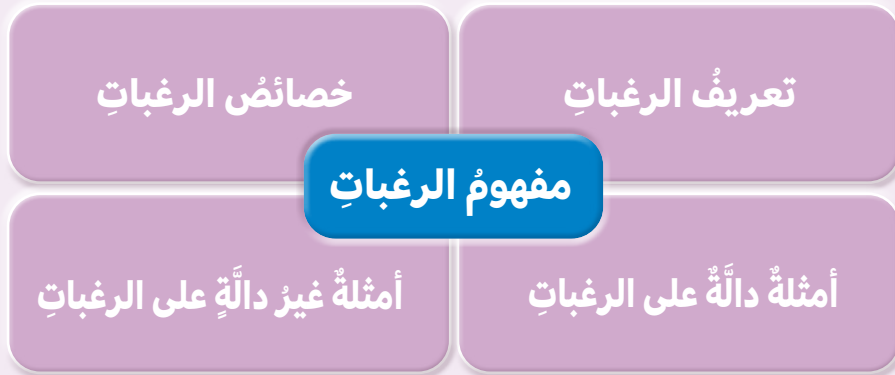 تعريفُ الرغباتِ
خصائصُ الرغباتِ
مفهومُ الرغباتِ
أمثلةٌ دالَّةٌ على الرغباتِ
أمثلةٌ غيرُ دالَّةٍ على الرغباتِ